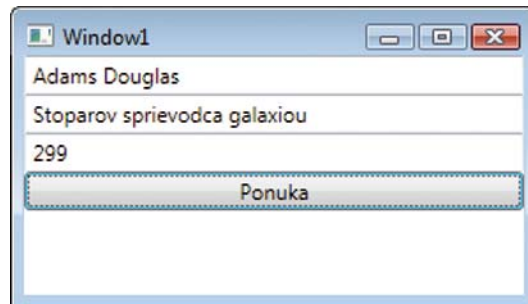 Window1
Adams Douglas
Stoparov sprievodca galaxiou
299
Ponuka